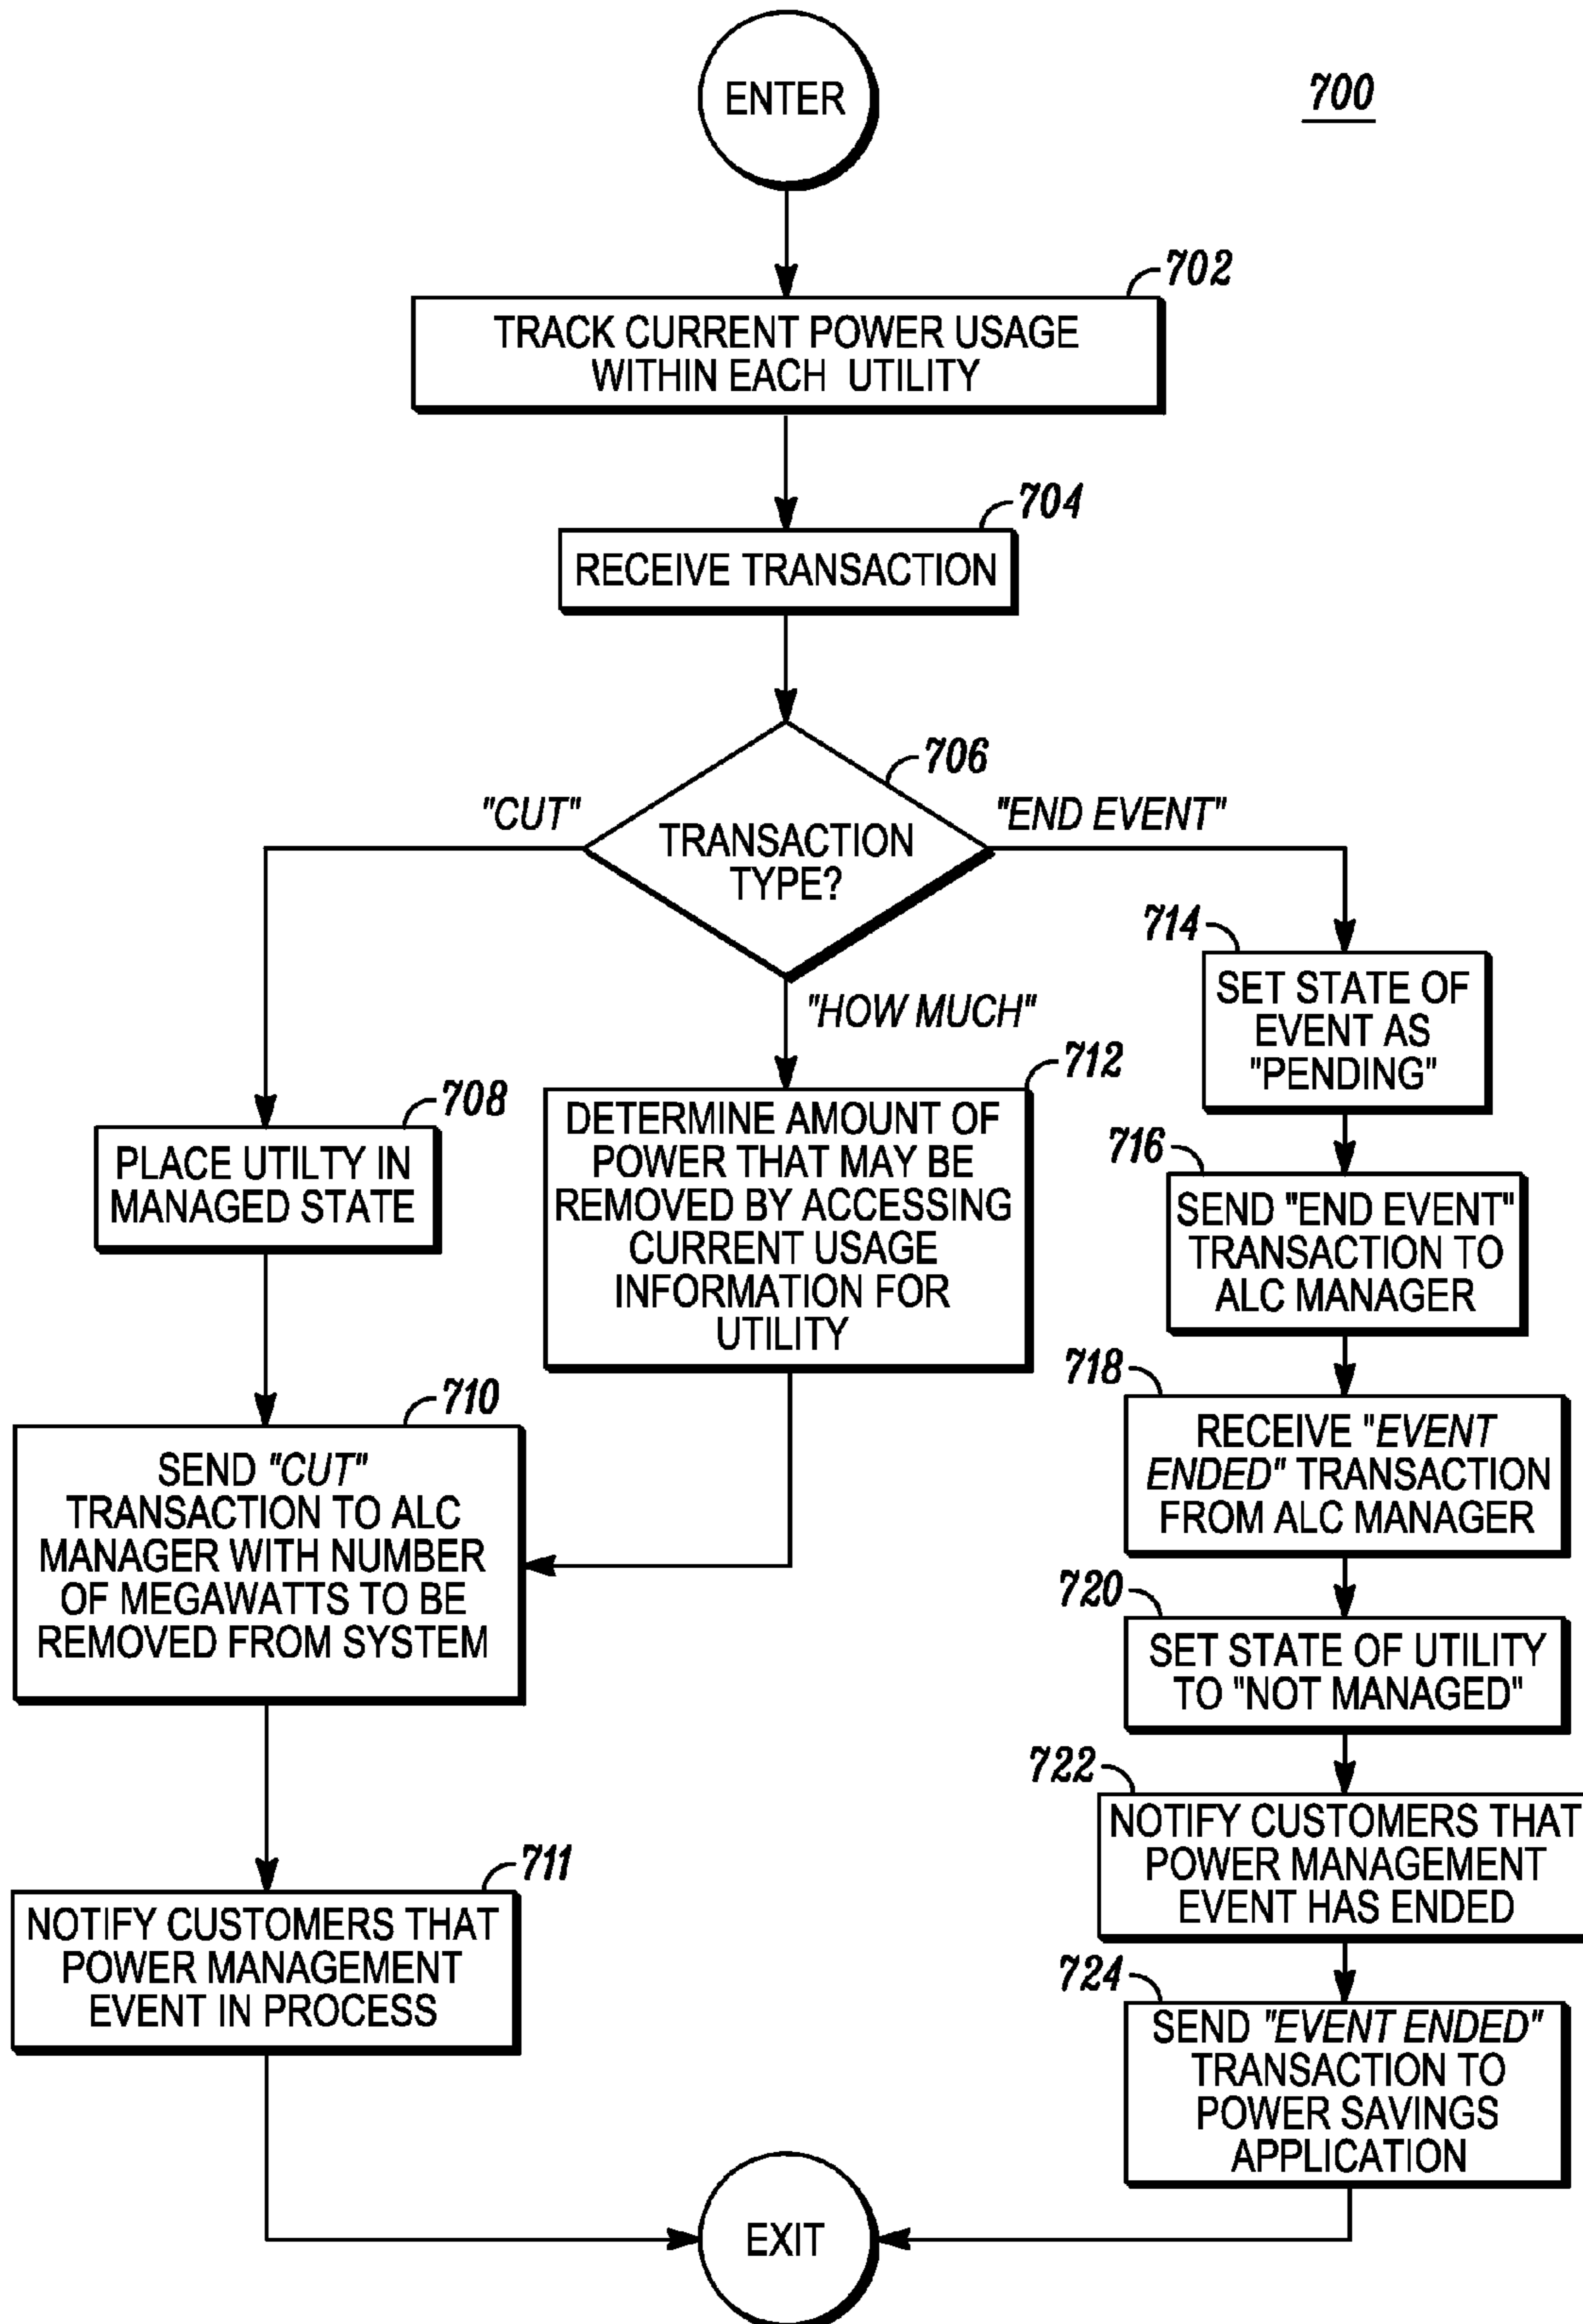 ENTER
700
702
TRACK CURRENT POWER USAGE
WITHIN EACH UTILITY
704
RECEIVE TRANSACTION
706
"CUT"
"END EVENT"
TRANSACTION
TYPE?
"HOW MUCH"
708
PLACE UTILTY IN
MANAGED STATE
712
DETERMINE AMOUNT OF
POWER THAT MAY BE
REMOVED BY ACCESSING
CURRENT USAGE
INFORMATION FOR
UTILITY
710
SEND "CUT"
TRANSACTION TO ALC
MANAGER WITH NUMBER
OF MEGAWATTS TO BE
REMOVED FROM SYSTEM
711
NOTIFY CUSTOMERS THAT
POWER MANAGEMENT
EVENT IN PROCESS
714
SET STATE OF
EVENT AS
"PENDING"
716
SEND "END EVENT"
TRANSACTION TO
ALC MANAGER
718
RECEIVE "EVENT
ENDED" TRANSACTION
FROM ALC MANAGER
720
SET STATE OF UTILITY
TO "NOT MANAGED"
722
NOTIFY CUSTOMERS THAT
POWER MANAGEMENT
EVENT HAS ENDED
724
SEND "EVENT ENDED"
TRANSACTION TO
POWER SAVINGS
APPLICATION
EXIT